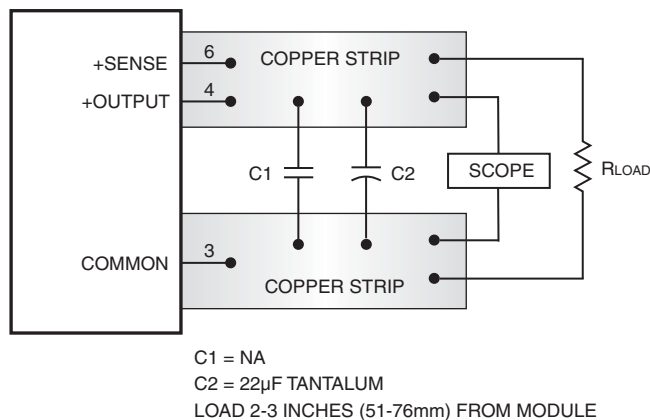 +SENSE
6
COPPER STRIP
+OUTPUT
4
C1
C2
SCOPE
RLOAD
COMMON
3
COPPER STRIP
C1 = NA
C2 = 22µF TANTALUM
LOAD 2-3 INCHES (51-76mm) FROM MODULE